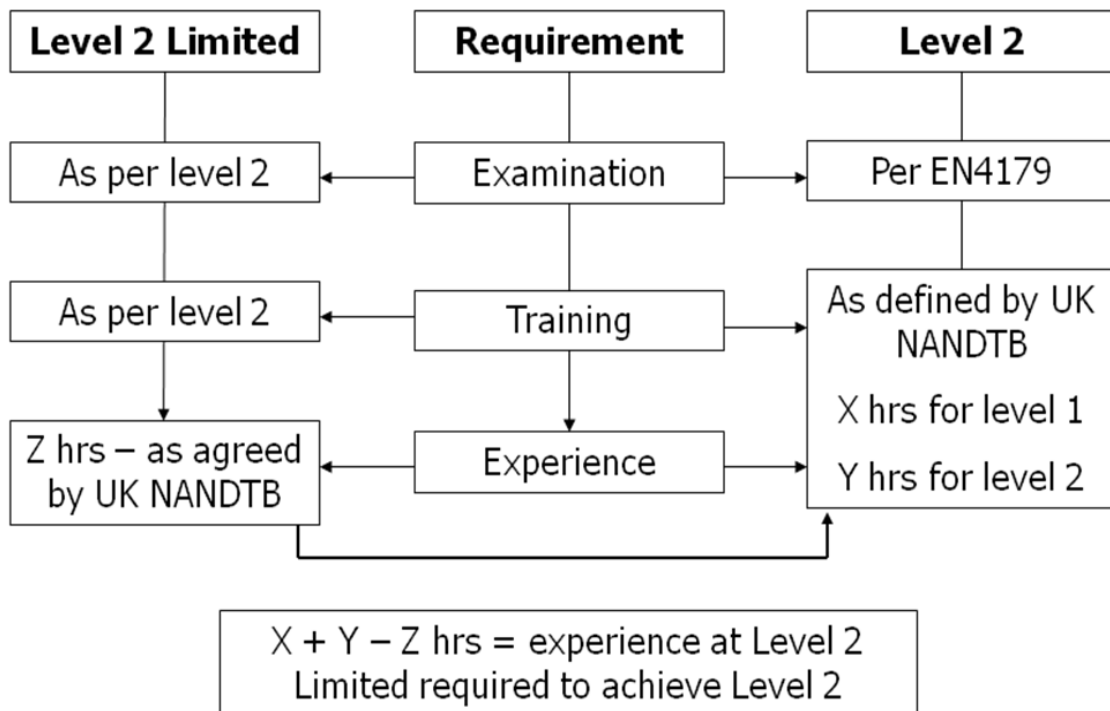 Level 2 Limited
Requirement
Level 2
As per level 2
Examination
Per EN4179
As per level 2
Training
As defined by UK
NANDTB
X hrs for level 1
Y hrs for level 2
Z hrs – as agreed
by UK NANDTB
Experience
X + Y – Z hrs = experience at Level 2
Limited required to achieve Level 2